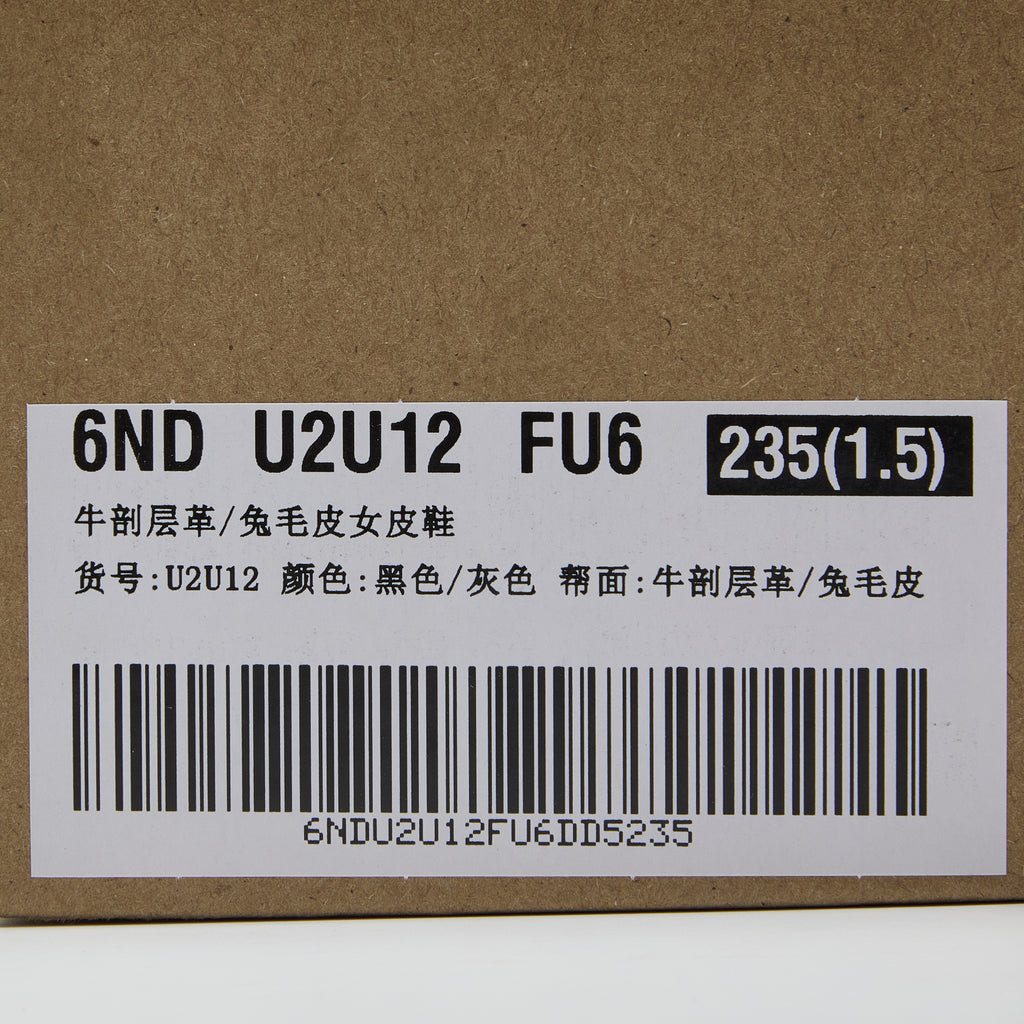 6ND U2U12 FU6 235(1.5)
牛剖层革/兔毛皮女皮鞋
货号:U2U12 颜色:黑色/灰色 帮面:牛剖层革/兔毛皮
6NDU2U12FU6DD5235